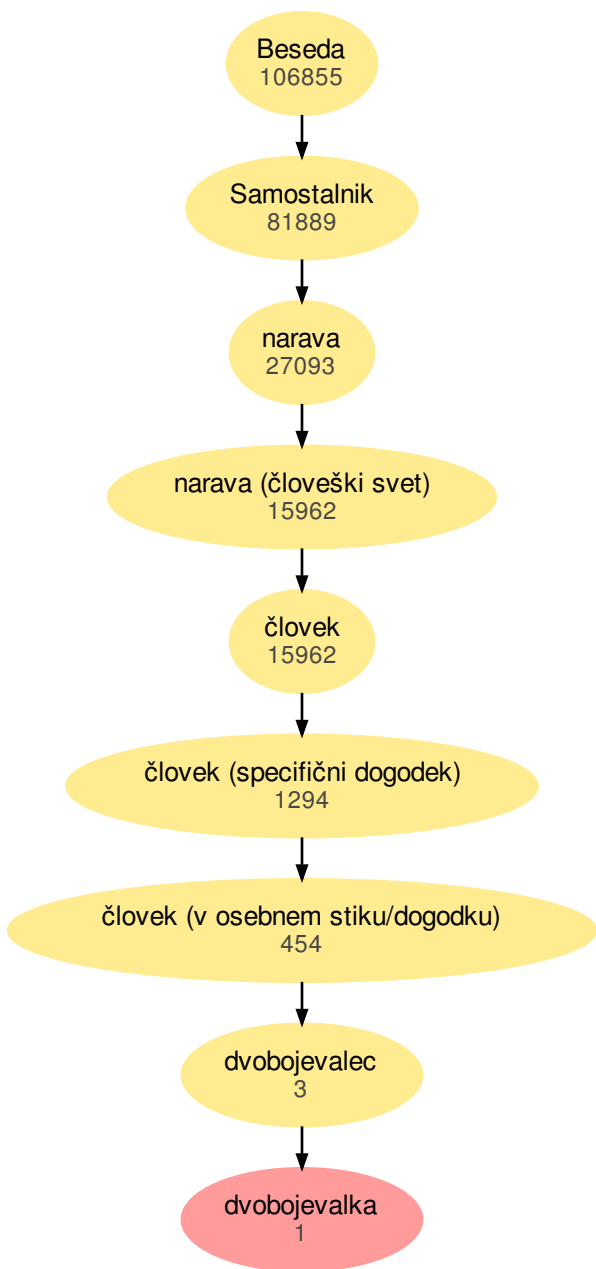 Beseda
106855
Samostalnik
81889
narava
27093
narava (človeški svet)
15962
človek
15962
človek (specifični dogodek)
1294
človek (v osebnem stiku/dogodku)
454
dvobojevalec
3
dvobojevalka
1